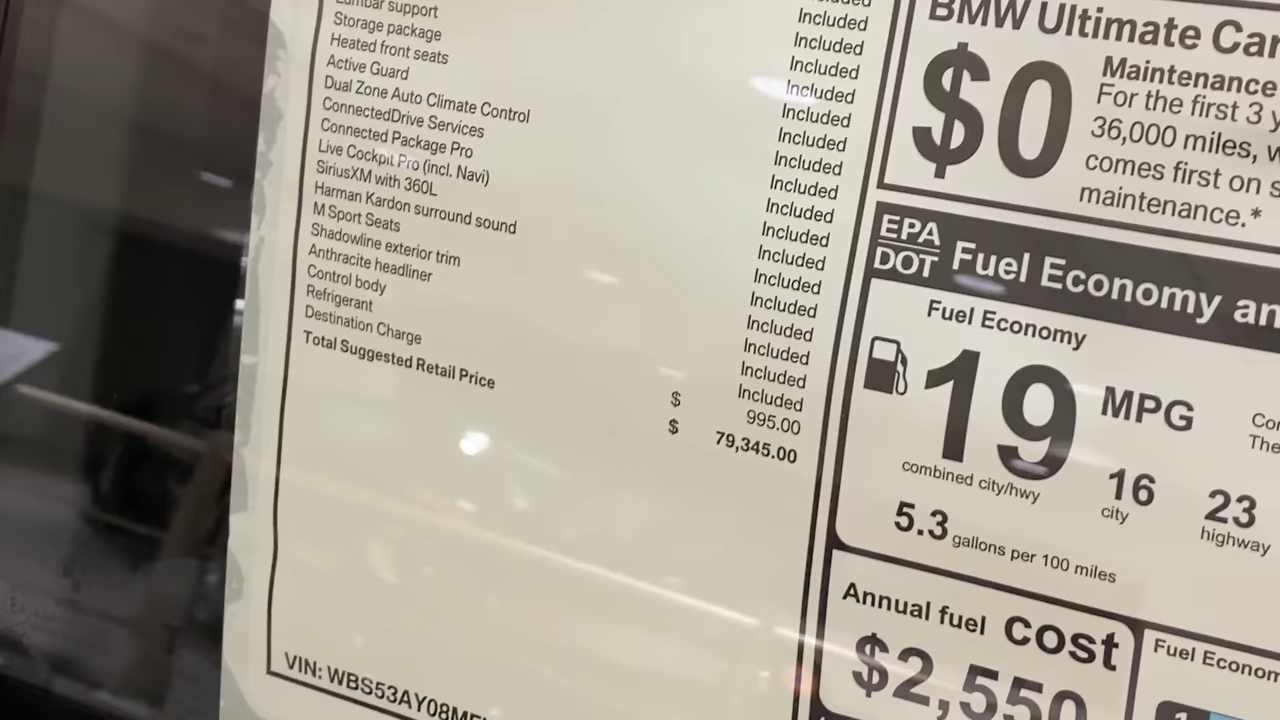 Lumbar support
Storage package Included
Heated front seats Included
Active Guard Included
Dual Zone Auto Climate Control Included
ConnectedDrive Services Included
Connected Package Pro Included
Live Cockpit Pro (incl. Navi) Included
SiriusXM with 360L Included
Harman Kardon surround sound Included
M Sport Seats Included
Shadowline exterior trim Included
Anthracite headliner Included
Control body Included
Refrigerant Included
Included
Included
Included
Destination Charge $ 995.00
Total Suggested Retail Price $ 79,345.00
VIN: WBS53AY08M
BMW Ultimate Car
$0
Maintenance
For the first 3 y
36,000 miles, w
comes first on s
maintenance.*
EPA
DOT
Fuel Economy an
Fuel Economy
19 MPG
combined city/hwy
16
city
23
highway
Com
The
5.3 gallons per 100 miles
Annual fuel cost
$2,550
Fuel Econom